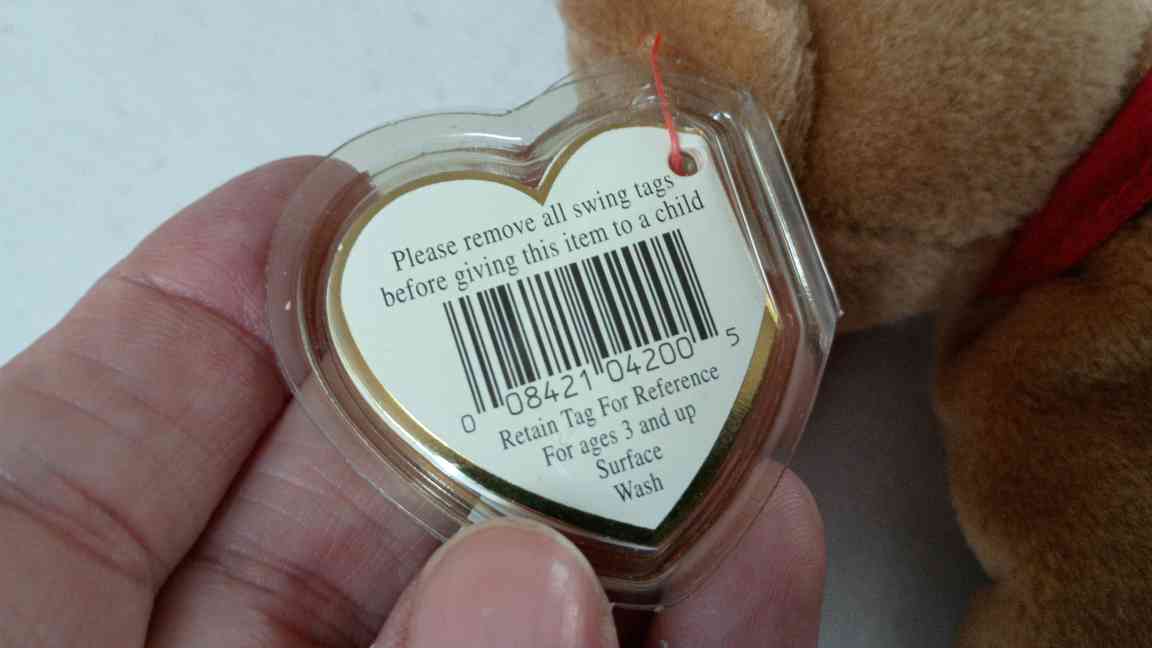 Please remove all swing tags
before giving this item to a child
0 08421 04200 5
Retain Tag For Reference
For ages 3 and up
Surface
Wash